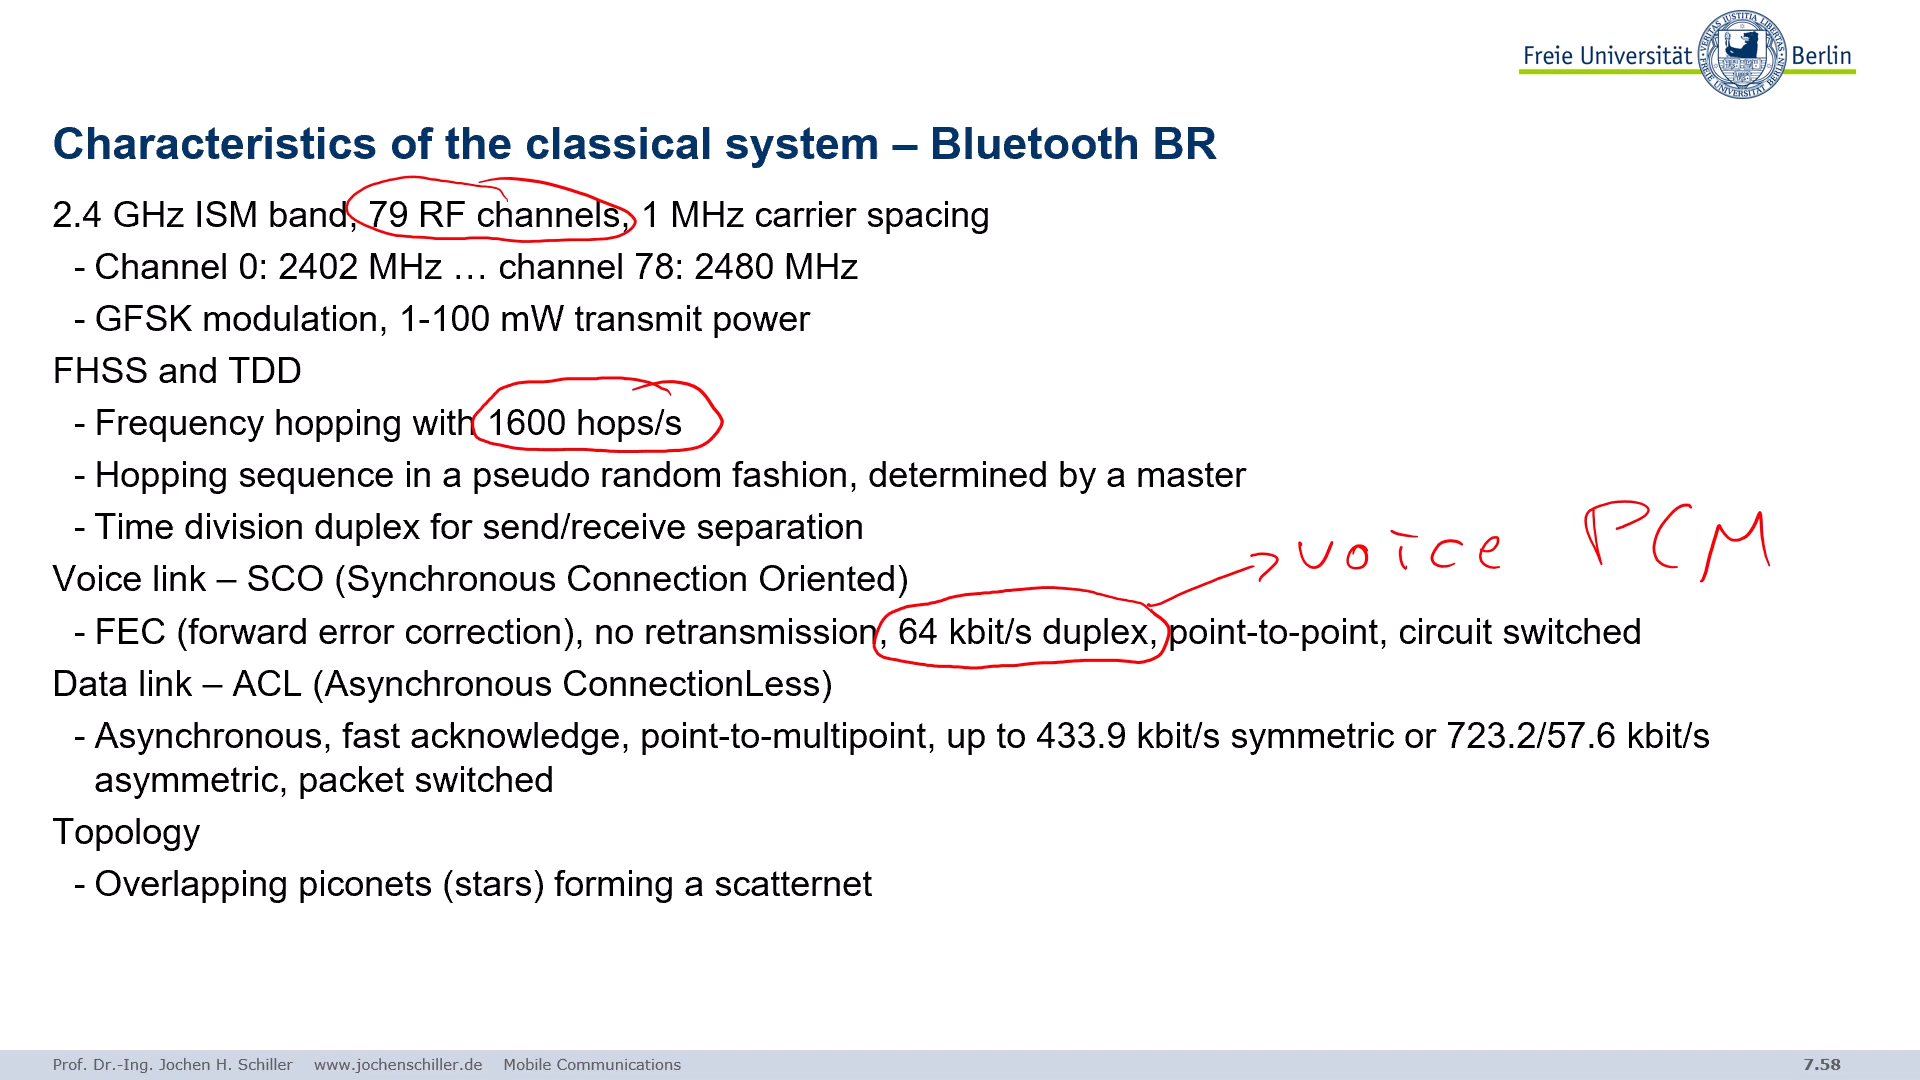 Freie Universität Berlin
Characteristics of the classical system – Bluetooth BR
2.4 GHz ISM band, 79 RF channels, 1 MHz carrier spacing
- Channel 0: 2402 MHz … channel 78: 2480 MHz
- GFSK modulation, 1-100 mW transmit power
FHSS and TDD
- Frequency hopping with 1600 hops/s
- Hopping sequence in a pseudo random fashion, determined by a master
- Time division duplex for send/receive separation
voice PCM
Voice link – SCO (Synchronous Connection Oriented)
- FEC (forward error correction), no retransmission, 64 kbit/s duplex, point-to-point, circuit switched
Data link – ACL (Asynchronous ConnectionLess)
- Asynchronous, fast acknowledge, point-to-multipoint, up to 433.9 kbit/s symmetric or 723.2/57.6 kbit/s
asymmetric, packet switched
Topology
- Overlapping piconets (stars) forming a scatternet
Prof. Dr.-Ing. Jochen H. Schiller www.jochenschiller.de Mobile Communications 7.58